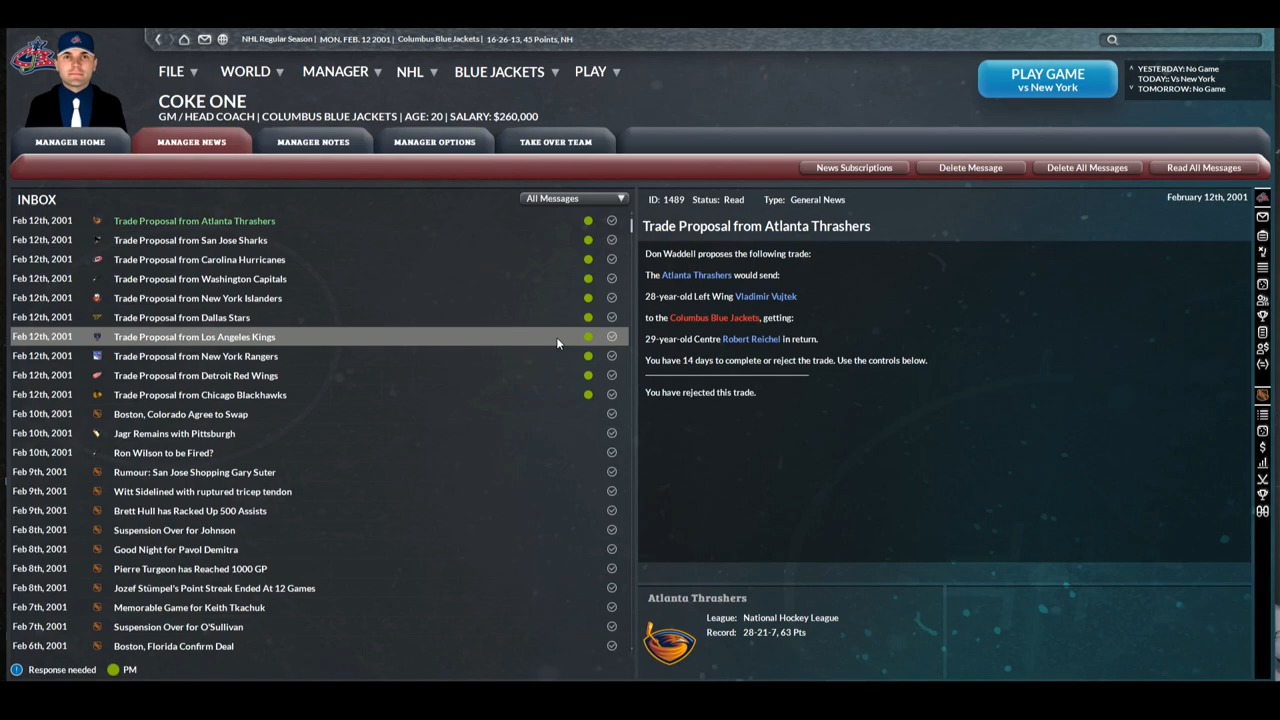 NHL Regular Season | MON. FEB. 12 2001 | Columbus Blue Jackets | 16-26-13, 45 Points, NH
FILE WORLD MANAGER NHL BLUE JACKETS PLAY
PLAY GAME
vs New York
YESTERDAY: No Game
TODAY:: Vs New York
TOMORROW: No Game
COKE ONE
GM / HEAD COACH | COLUMBUS BLUE JACKETS | AGE: 20 | SALARY: $260,000
MANAGER HOME MANAGER NEWS MANAGER NOTES MANAGER OPTIONS TAKE OVER TEAM
News Subscriptions Delete Message Delete All Messages Read All Messages
INBOX
All Messages
Feb 12th, 2001 Trade Proposal from Atlanta Thrashers
Feb 12th, 2001 Trade Proposal from San Jose Sharks
Feb 12th, 2001 Trade Proposal from Carolina Hurricanes
Feb 12th, 2001 Trade Proposal from Washington Capitals
Feb 12th, 2001 Trade Proposal from New York Islanders
Feb 12th, 2001 Trade Proposal from Dallas Stars
Feb 12th, 2001 Trade Proposal from Los Angeles Kings
Feb 12th, 2001 Trade Proposal from New York Rangers
Feb 12th, 2001 Trade Proposal from Detroit Red Wings
Feb 12th, 2001 Trade Proposal from Chicago Blackhawks
Feb 10th, 2001 Boston, Colorado Agree to Swap
Feb 10th, 2001 Jagr Remains with Pittsburgh
Feb 10th, 2001 Ron Wilson to be Fired?
Feb 9th, 2001 Rumour: San Jose Shopping Gary Suter
Feb 9th, 2001 Witt Sidelined with ruptured tricep tendon
Feb 9th, 2001 Brett Hull has Racked Up 500 Assists
Feb 8th, 2001 Suspension Over for Johnson
Feb 8th, 2001 Good Night for Pavol Demitra
Feb 8th, 2001 Pierre Turgeon has Reached 1000 GP
Feb 8th, 2001 Jozef Stümpel's Point Streak Ended At 12 Games
Feb 7th, 2001 Memorable Game for Keith Tkachuk
Feb 7th, 2001 Suspension Over for O'Sullivan
Feb 6th, 2001 Boston, Florida Confirm Deal
Response needed PM
ID: 1489 Status: Read Type: General News February 12th, 2001
Trade Proposal from Atlanta Thrashers
Don Waddell proposes the following trade:
The Atlanta Thrashers would send:
28-year-old Left Wing Vladimir Vujtek
to the Columbus Blue Jackets, getting:
29-year-old Centre Robert Reichel in return.
You have 14 days to complete or reject the trade. Use the controls below.
You have rejected this trade.
Atlanta Thrashers
League: National Hockey League
Record: 28-21-7, 63 Pts